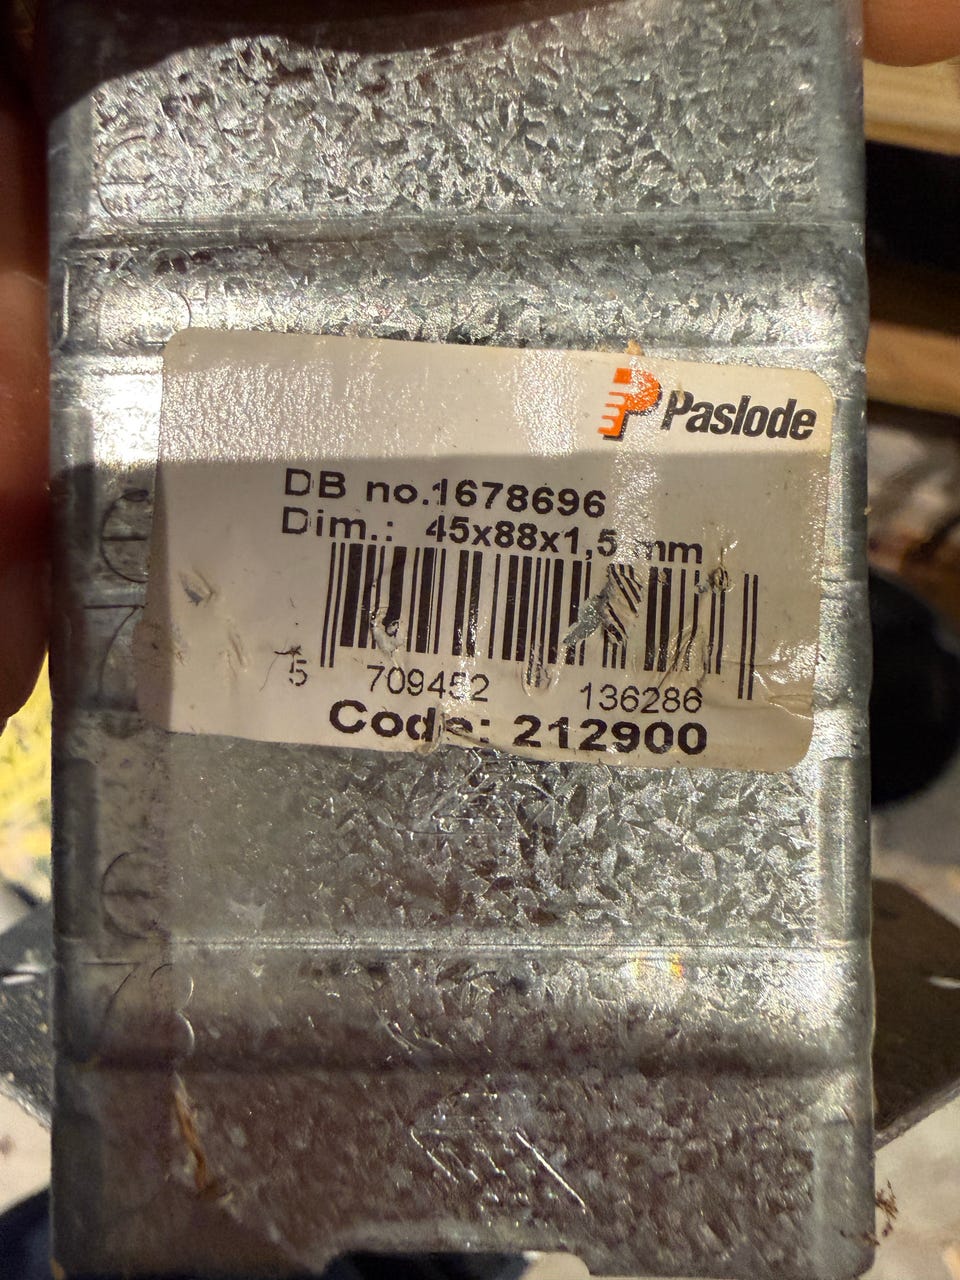 Paslode
DB no.1678696
Dim.: 45x88x1,5 mm
5 709452 136286
Code: 212900